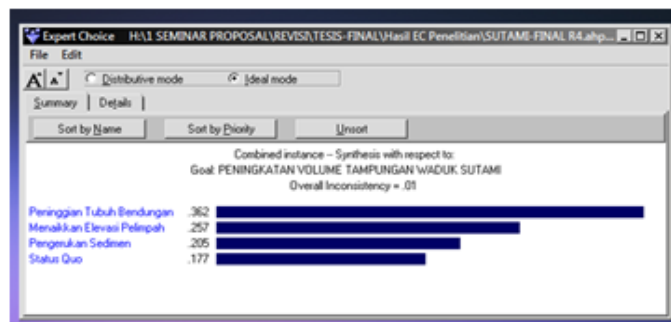 Expert Choice H:\1 SEMINAR PROPOSAL\REVISI\TESIS-FINAL\Hasil EC Penelitian\SUTAMI-FINAL R4.ahp...
File Edit
A A Distributive mode Ideal mode
Summary Details
Sort by Name Sort by Priority Unsort
Combined instance -- Synthesis with respect to:
Goal: PENINGKATAN VOLUME TAMPUNGAN WADUK SUTAMI
Overall Inconsistency = .01
Peninggian Tubuh Bendungan .362
Menaikkan Elevasi Pelimpah .257
Pengerukan Sedimen .205
Status Quo .177